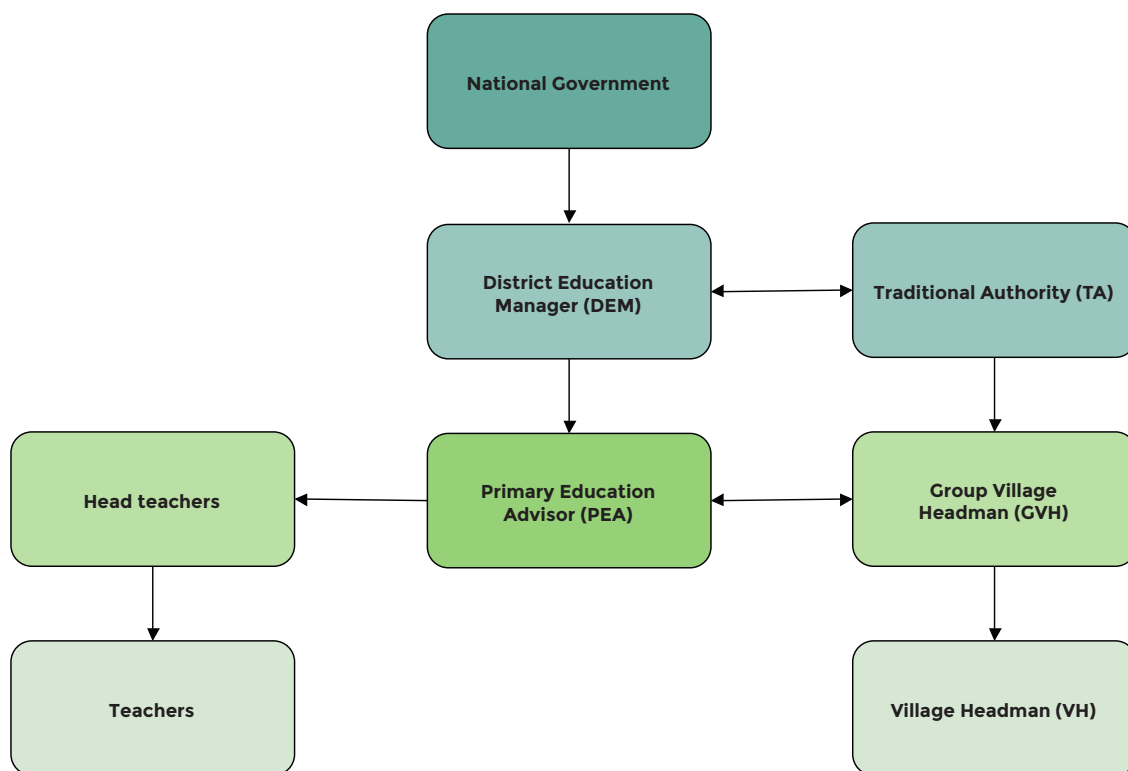 National Government
District Education
Manager (DEM)
Traditional Authority (TA)
Head teachers
Primary Education
Advisor (PEA)
Group Village
Headman (GVH)
Teachers
Village Headman (VH)